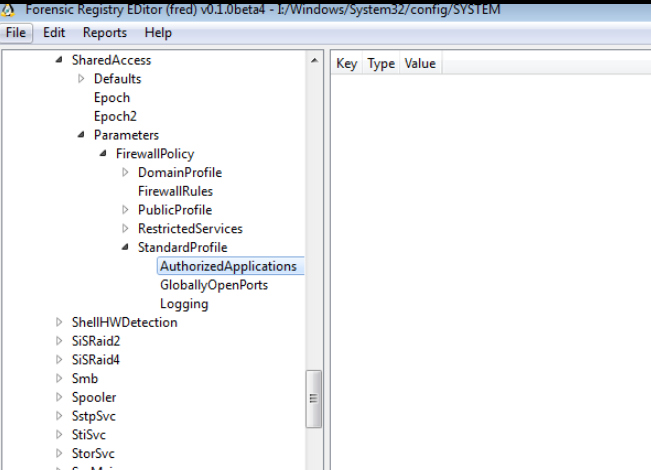 Forensic Registry EDitor (fred) v0.1.0beta4 - I:/Windows/System32/config/SYSTEM
File Edit Reports Help
Key Type Value
SharedAccess
Defaults
Epoch
Epoch2
Parameters
FirewallPolicy
DomainProfile
FirewallRules
PublicProfile
RestrictedServices
StandardProfile
AuthorizedApplications
GloballyOpenPorts
Logging
ShellHWDetection
SiSRaid2
SiSRaid4
Smb
Spooler
SstpSvc
StiSvc
StorSvc